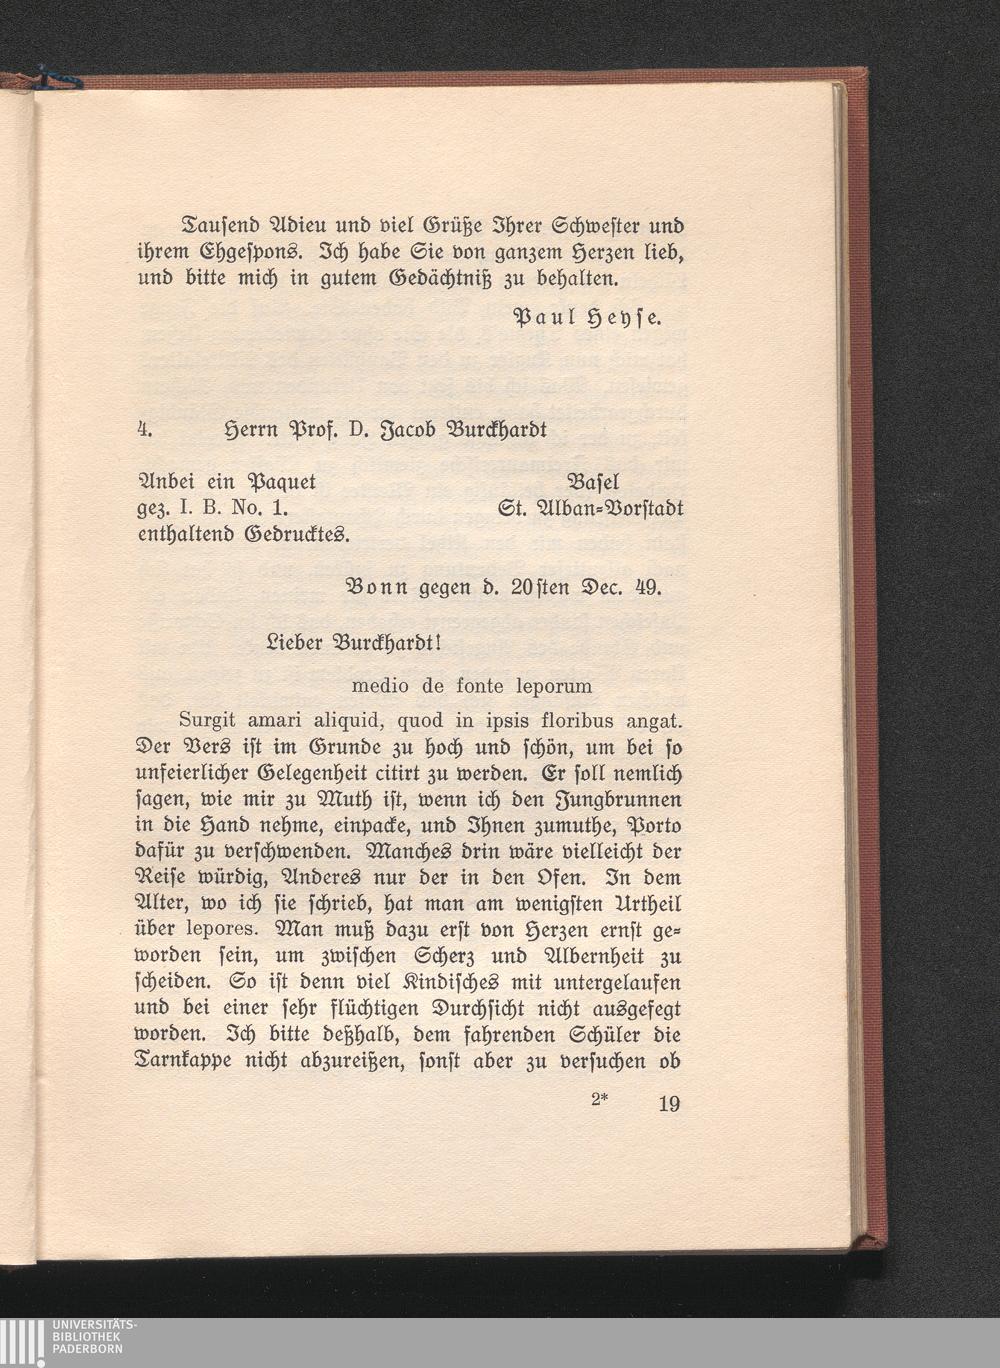 Tausend Adieu und viel Grüße Ihrer Schwester und
ihrem Ehgespons. Ich habe Sie von ganzem Herzen lieb,
und bitte mich in gutem Gedächtniß zu behalten.
Paul Heyse.
4. Herrn Prof. D. Jacob Burckhardt
Anbei ein Paquet Basel
gez. I. B. No. 1. St. Alban-Vorstadt
enthaltend Gedrucktes.
Bonn gegen d. 20sten Dec. 49.
Lieber Burckhardt!
medio de fonte leporum
Surgit amari aliquid, quod in ipsis floribus angat.
Der Vers ist im Grunde zu hoch und schön, um bei so
unfeierlicher Gelegenheit citirt zu werden. Er soll nemlich
sagen, wie mir zu Muth ist, wenn ich den Jungbrunnen
in die Hand nehme, einpacke, und Ihnen zumuthe, Porto
dafür zu verschwenden. Manches drin wäre vielleicht der
Reise würdig, Anderes nur der in den Ofen. In dem
Alter, wo ich sie schrieb, hat man am wenigsten Urtheil
über lepores. Man muß dazu erst von Herzen ernst ge-
worden sein, um zwischen Scherz und Albernheit zu
scheiden. So ist denn viel Kindisches mit untergelaufen
und bei einer sehr flüchtigen Durchsicht nicht ausgefegt
worden. Ich bitte deßhalb, dem fahrenden Schüler die
Tarnkappe nicht abzureißen, sonst aber zu versuchen ob
2* 19
UNIVERSITÄTS-
BIBLIOTHEK
PADERBORN